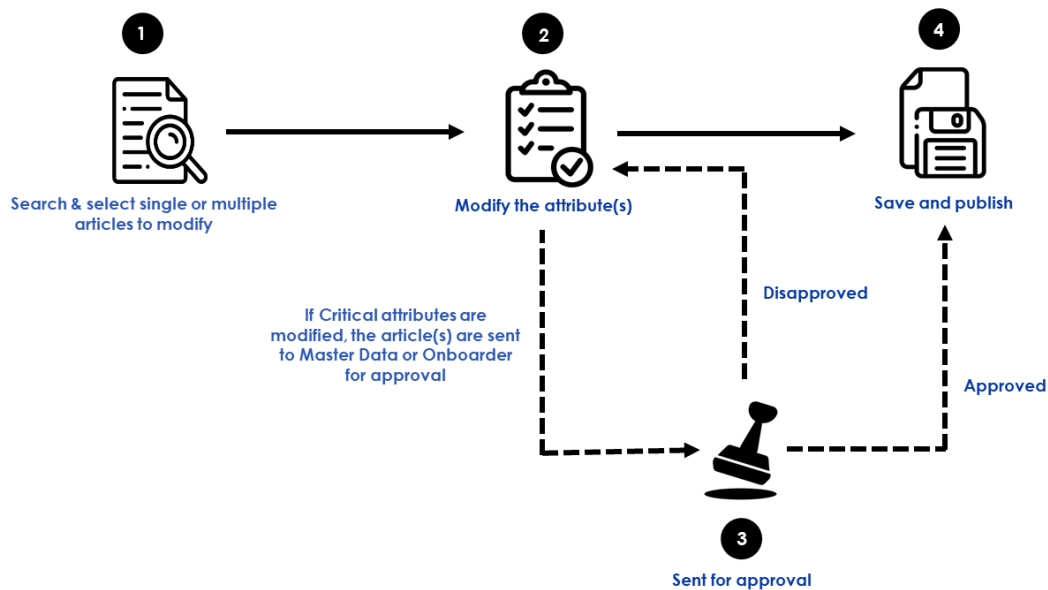 1
2
4
0
Search & select single or multiple
articles to modify
Modify the attribute(s)
Save and publish
If Critical attributes are
modified, the article(s) are sent
to Master Data or Onboarder
for approval
Disapproved
Approved
3
Sent for approval